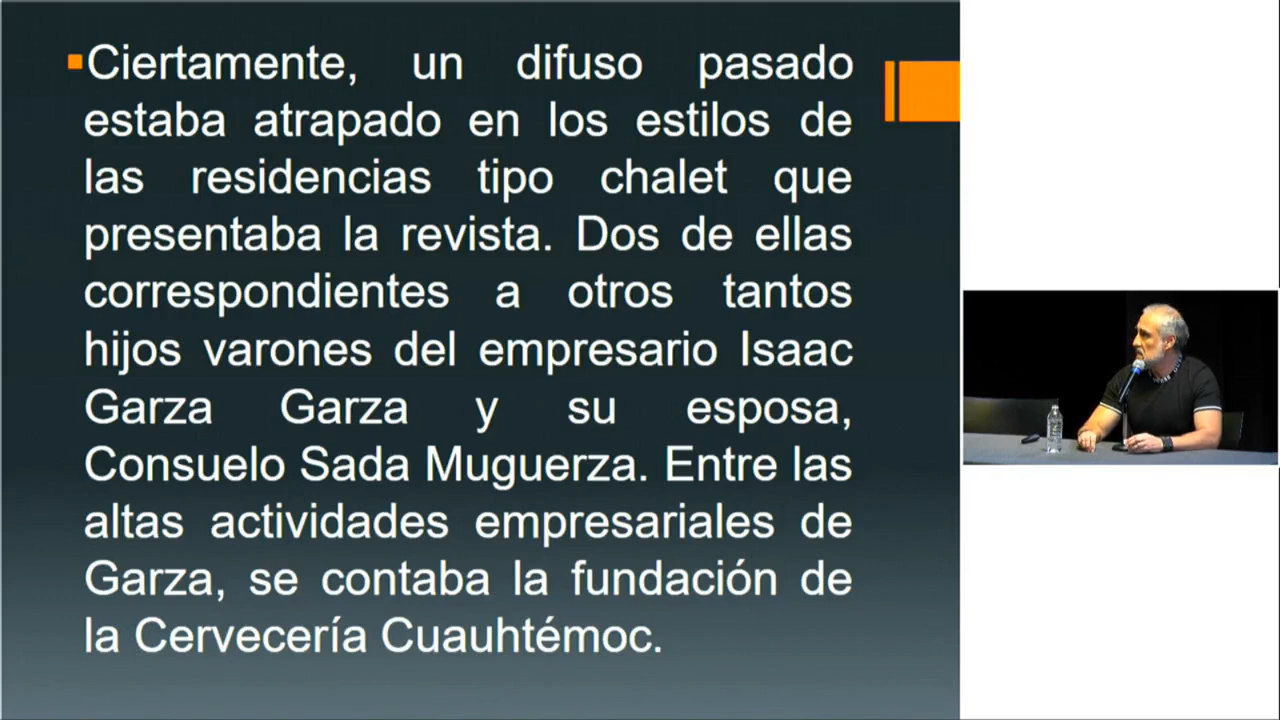 Ciertamente, un difuso pasado
estaba atrapado en los estilos de
las residencias tipo chalet que
presentaba la revista. Dos de ellas
correspondientes a otros tantos
hijos varones del empresario Isaac
Garza Garza y su esposa,
Consuelo Sada Muguerza. Entre las
altas actividades empresariales de
Garza, se contaba la fundación de
la Cervecería Cuauhtémoc.